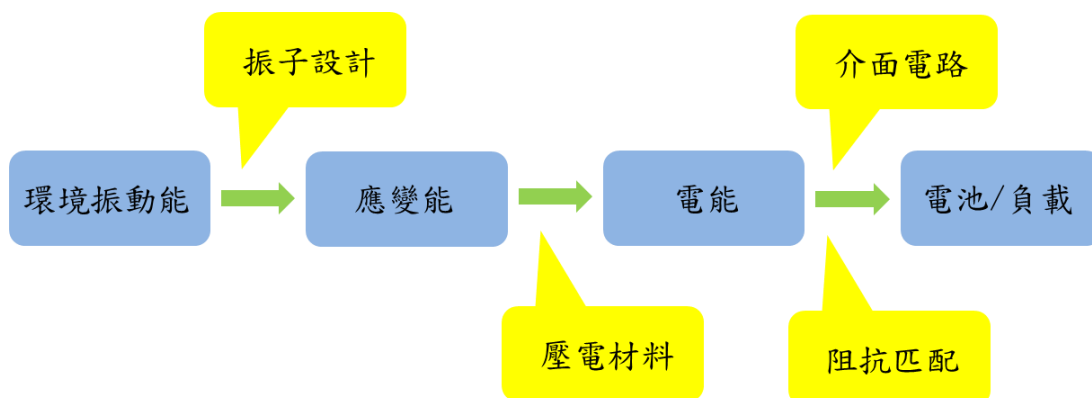 振子設計
介面電路
環境振動能
應變能
電能
電池/負載
壓電材料
阻抗匹配